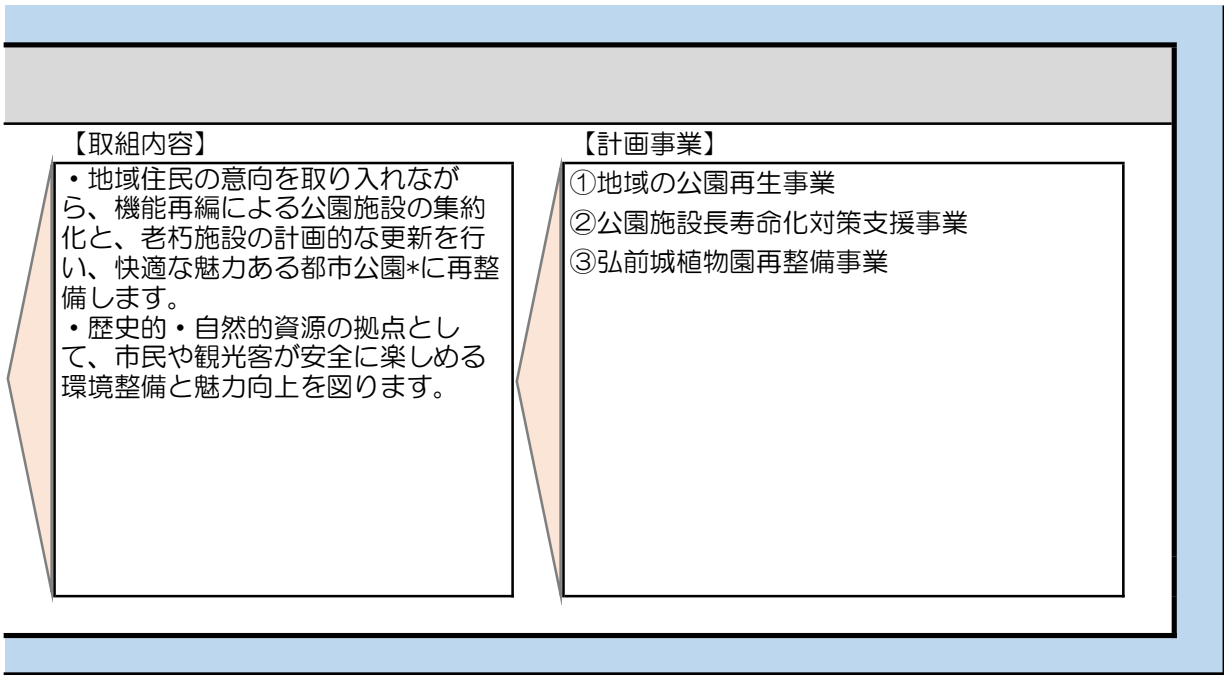 【取組内容】
・地域住民の意向を取り入れなが
ら、機能再編による公園施設の集約
化と、老朽施設の計画的な更新を行
い、快適な魅力ある都市公園*に再整
備します。
・歴史的・自然的資源の拠点とし
て、市民や観光客が安全に楽しめる
環境整備と魅力向上を図ります。
【計画事業】
①地域の公園再生事業
②公園施設長寿命化対策支援事業
③弘前城植物園再整備事業